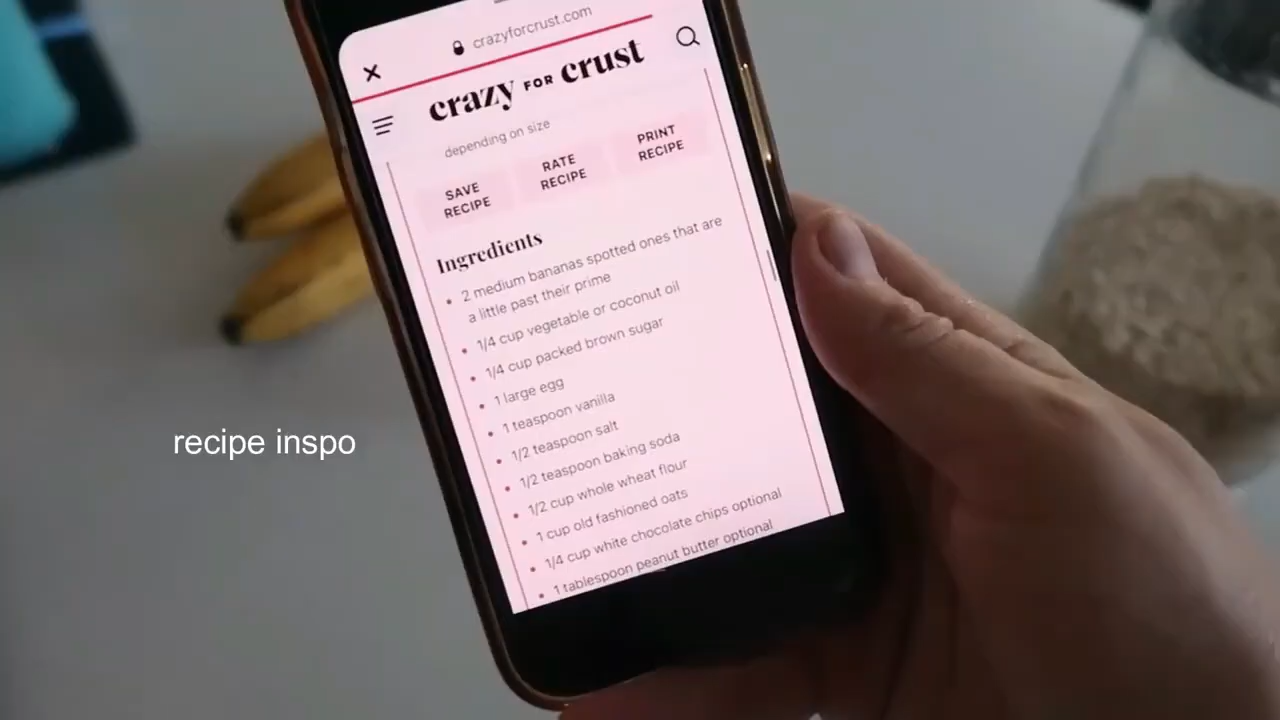 crazyforcrust.com
crazy FOR crust
depending on size
SAVE
RECIPE
RATE
RECIPE
PRINT
RECIPE
Ingredients
2 medium bananas spotted ones that are
a little past their prime
1/4 cup vegetable or coconut oil
1/4 cup packed brown sugar
1 large egg
1 teaspoon vanilla
1/2 teaspoon salt
1/2 teaspoon baking soda
1/2 cup whole wheat flour
1 cup old fashioned oats
1/4 cup white chocolate chips optional
1 tablespoon peanut butter optional
recipe inspo